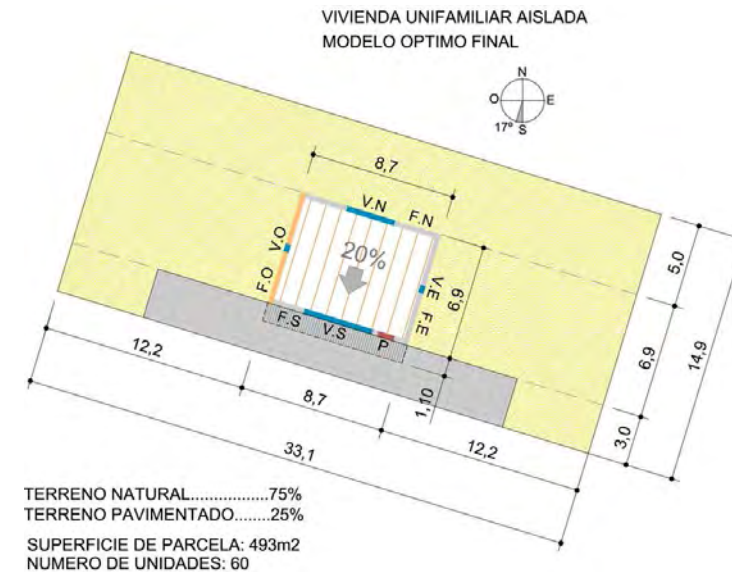 VIVIENDA UNIFAMILIAR AISLADA
MODELO OPTIMO FINAL
N
O
E
17º
S
8,7
V.N
F.N
V.O
F.O
20%
V.E
F.E
6,9
F.S
V.S
P
1,10
5,0
6,9
3,0
14,9
12,2
8,7
12,2
33,1
TERRENO NATURAL.................75%
TERRENO PAVIMENTADO........25%
SUPERFICIE DE PARCELA: 493m2
NUMERO DE UNIDADES: 60